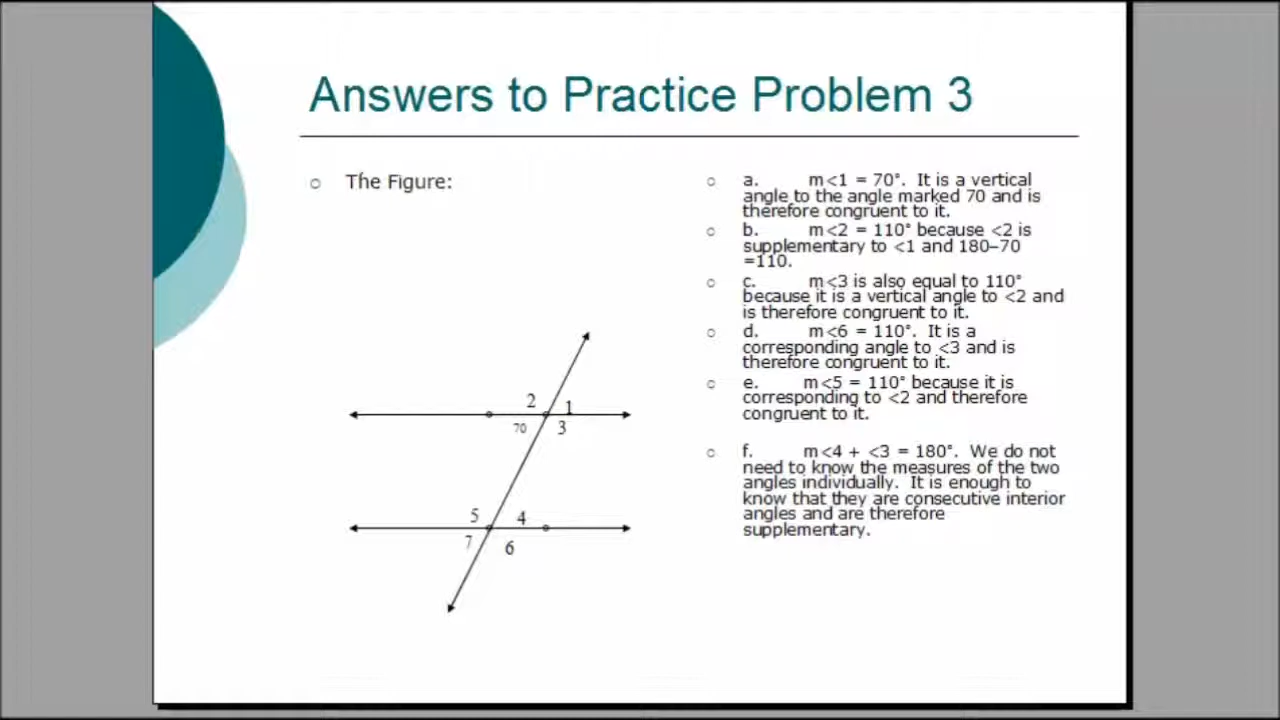 Answers to Practice Problem 3
The Figure:
2
1
70
3
5
4
7
6
a. m<1 = 70°. It is a vertical
angle to the angle marked 70 and is
therefore congruent to it.
b. m<2 = 110° because <2 is
supplementary to <1 and 180–70
=110.
c. m<3 is also equal to 110°
because it is a vertical angle to <2 and
is therefore congruent to it.
d. m<6 = 110°. It is a
corresponding angle to <3 and is
therefore congruent to it.
e. m<5 = 110° because it is
corresponding to <2 and therefore
congruent to it.
f. m<4 + <3 = 180°. We do not
need to know the measures of the two
angles individually. It is enough to
know that they are consecutive interior
angles and are therefore
supplementary.